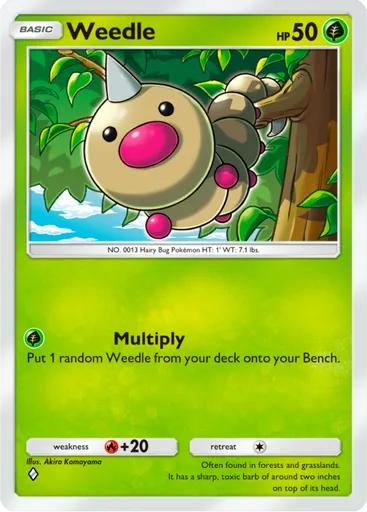 BASIC Weedle HP 50
NO. 0013 Hairy Bug Pokémon HT: 1' WT: 7.1 lbs.
Multiply
Put 1 random Weedle from your deck onto your Bench.
weakness +20 retreat
Illus. Akira Komayama
Often found in forests and grasslands.
It has a sharp, toxic barb of around two inches
on top of its head.